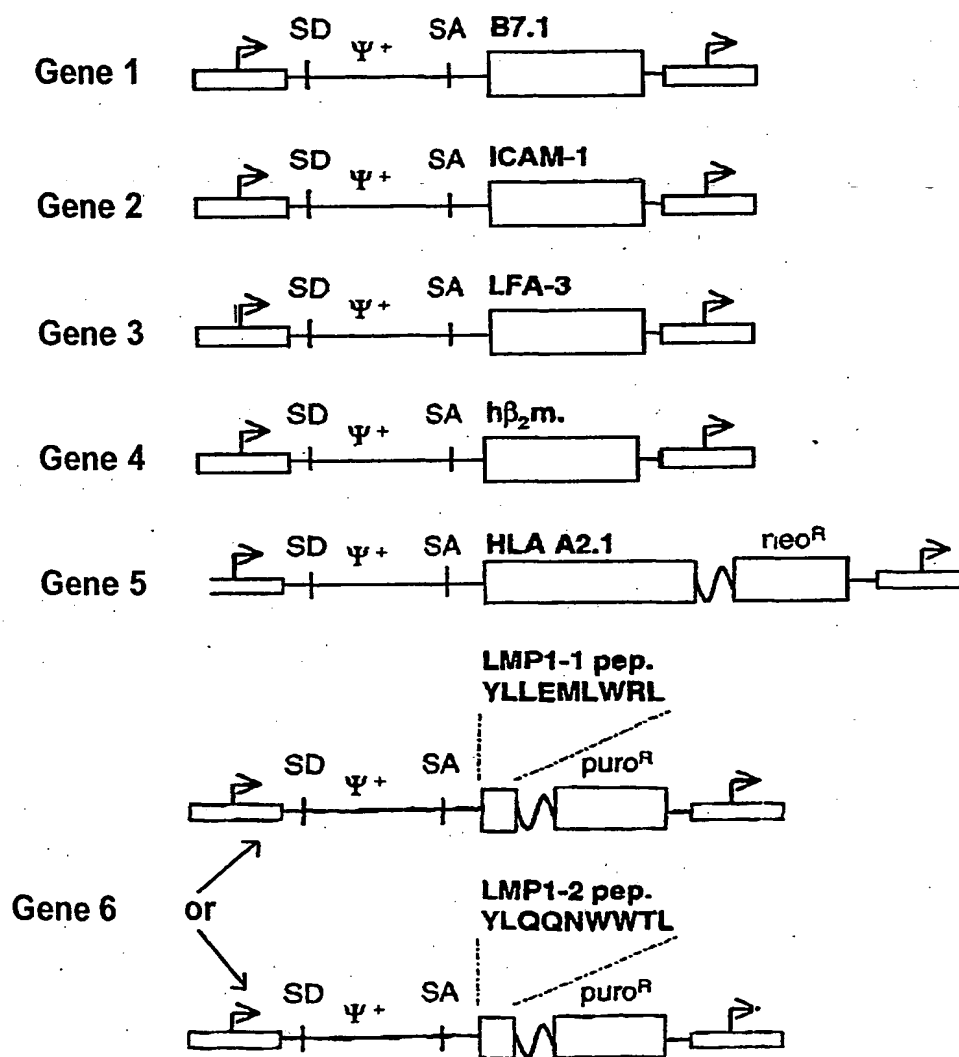 B7.1
SD Ψ+ SA
Gene 1
ICAM-1
SD Ψ+ SA
Gene 2
LFA-3
SD Ψ+ SA
Gene 3
hβ₂m.
SD Ψ+ SA
Gene 4
HLA A2.1 neoᴿ
SD Ψ+ SA
Gene 5
LMP1-1 pep.
YLLEMLWRL
SD Ψ+ SA puroᴿ
Gene 6 or
LMP1-2 pep.
YLQQNWWTL
SD Ψ+ SA puroᴿ